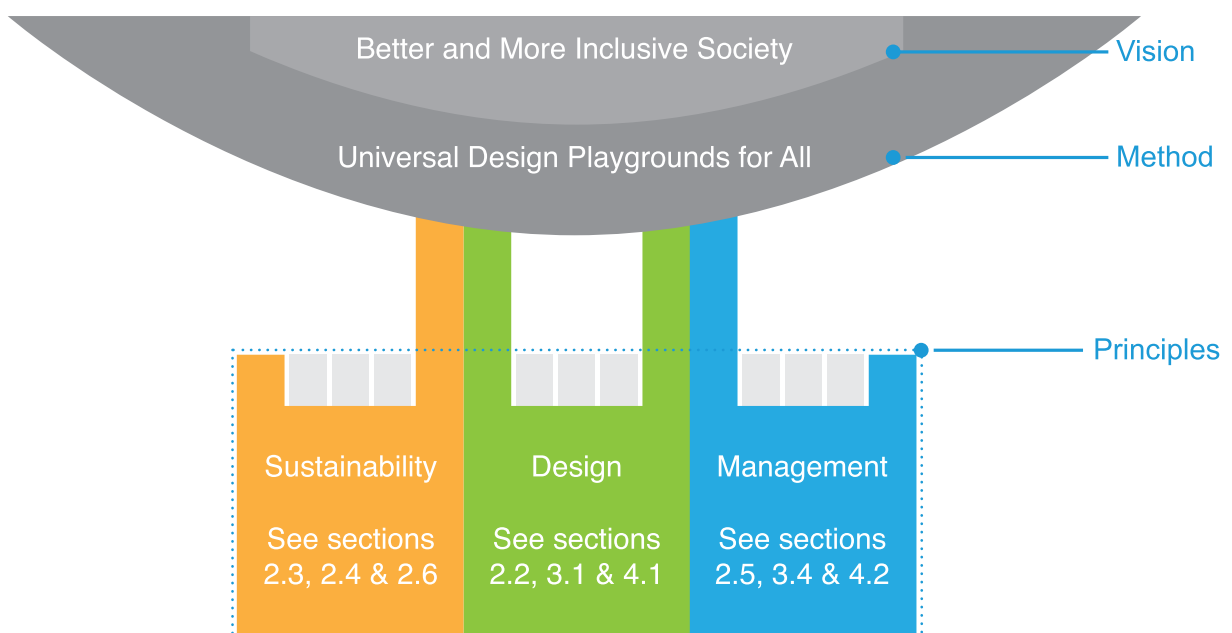 Better and More Inclusive Society
Vision
Universal Design Playgrounds for All
Method
Principles
Sustainability
See sections
2.3, 2.4 & 2.6
Design
See sections
2.2, 3.1 & 4.1
Management
See sections
2.5, 3.4 & 4.2